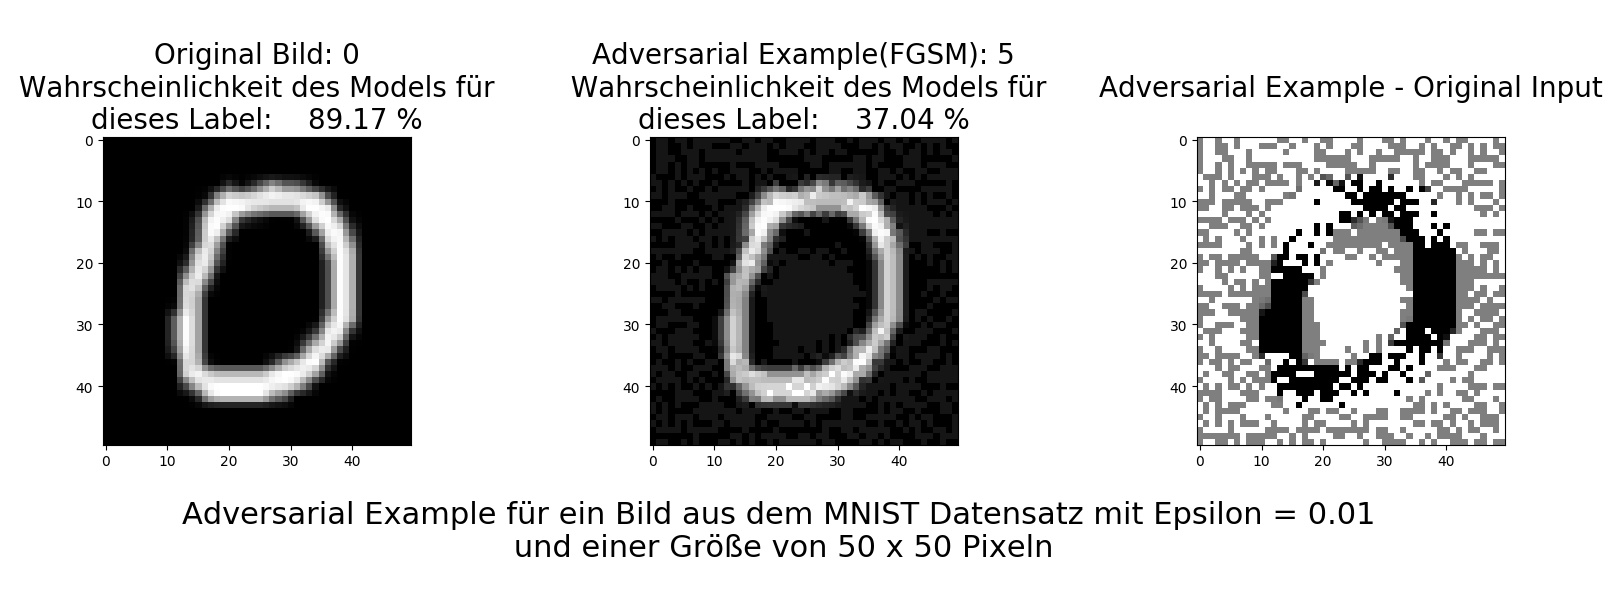 Original Bild: 0
Wahrscheinlichkeit des Models für
dieses Label: 89.17 %
0
10
20
30
40
0 10 20 30 40
Adversarial Example(FGSM): 5
Wahrscheinlichkeit des Models für
dieses Label: 37.04 %
0
10
20
30
40
0 10 20 30 40
Adversarial Example - Original Input
0
10
20
30
40
0 10 20 30 40
Adversarial Example für ein Bild aus dem MNIST Datensatz mit Epsilon = 0.01
und einer Größe von 50 x 50 Pixeln